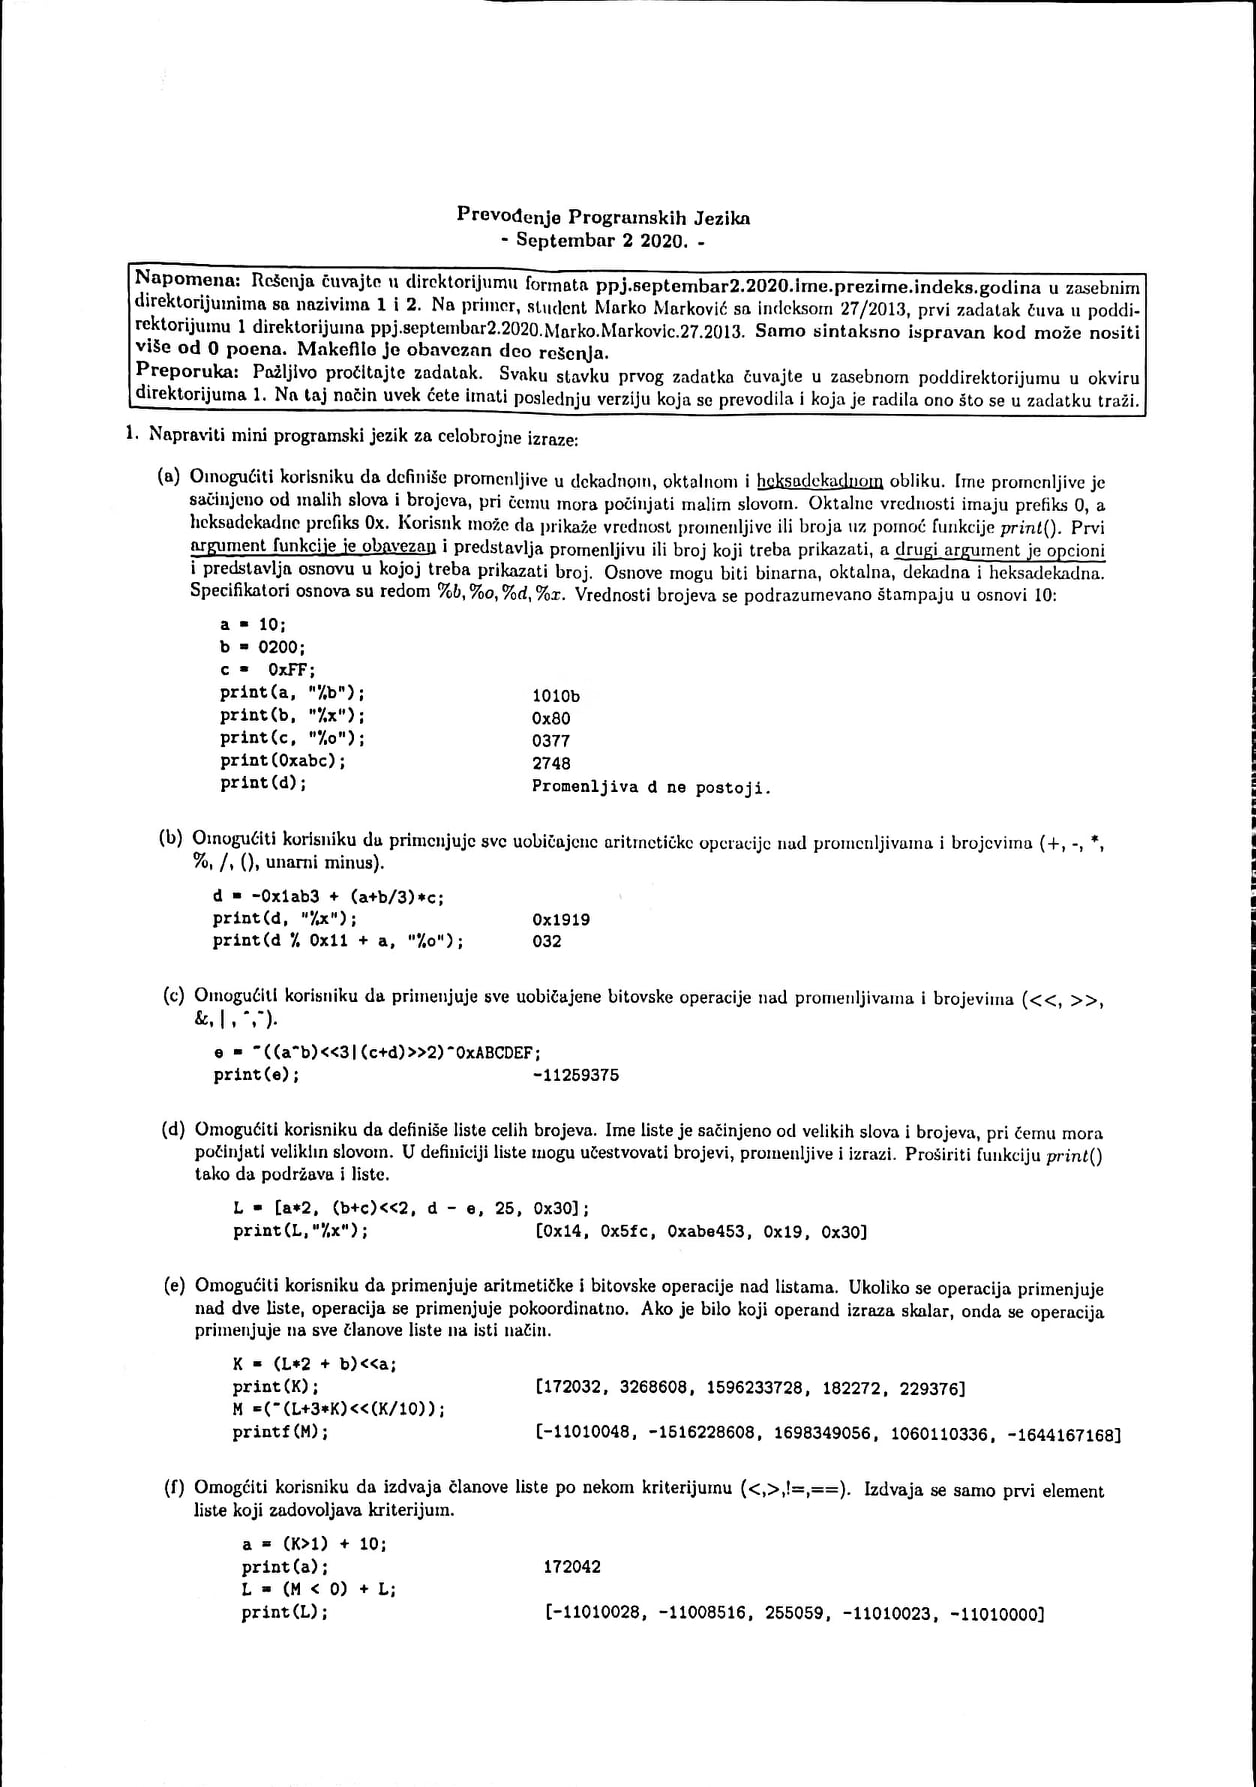 Prevođenje Programskih Jezika
- Septembar 2 2020. -
Napomena: Rešenja čuvajte u direktorijumu formata ppj.septembar2.2020.ime.prezime.indeks.godina u zasebnim
direktorijumima sa nazivima 1 i 2. Na primer, student Marko Marković sa indeksom 27/2013, prvi zadatak čuva u poddi-
rektorijumu 1 direktorijuma ppj.septembar2.2020.Marko.Markovic.27.2013. Samo sintaksno ispravan kod može nositi
više od 0 poena. Makefile je obavezan deo rešenja.
Preporuka: Pažljivo pročitajte zadatak. Svaku stavku prvog zadatka čuvajte u zasebnom poddirektorijumu u okviru
direktorijuma 1. Na taj način uvek ćete imati poslednju verziju koja se prevodila i koja je radila ono što se u zadatku traži.
1. Napraviti mini programski jezik za celobrojne izraze:
(a) Omogućiti korisniku da definiše promenljive u dekadnom, oktalnom i heksadekadnom obliku. Ime promenljive je
sačinjeno od malih slova i brojeva, pri čemu mora počinjati malim slovom. Oktalne vrednosti imaju prefiks 0, a
heksadekadne prefiks 0x. Korisnk može da prikaže vrednost promenljive ili broja uz pomoć funkcije print(). Prvi
argument funkcije je obavezan i predstavlja promenljivu ili broj koji treba prikazati, a drugi argument je opcioni
i predstavlja osnovu u kojoj treba prikazati broj. Osnove mogu biti binarna, oktalna, dekadna i heksadekadna.
Specifikatori osnova su redom %b, %o, %d, %x. Vrednosti brojeva se podrazumevano štampaju u osnovi 10:
a = 10;
b = 0200;
c = 0xFF;
print(a, "%b"); 1010b
print(b, "%x"); 0x80
print(c, "%o"); 0377
print(0xabc); 2748
print(d); Promenljiva d ne postoji.
(b) Omogućiti korisniku da primenjuje sve uobičajene aritmetičke operacije nad promenljivama i brojevima (+, -, *,
%, /, (), unarni minus).
d = -0x1ab3 + (a+b/3)*c;
print(d, "%x"); 0x1919
print(d % 0x11 + a, "%o"); 032
(c) Omogućiti korisniku da primenjuje sve uobičajene bitovske operacije nad promenljivama i brojevima (<<, >>,
&, | , ^,~).
e = ~((a^b)<<3|(c+d)>>2)^0xABCDEF;
print(e); -11259375
(d) Omogućiti korisniku da definiše liste celih brojeva. Ime liste je sačinjeno od velikih slova i brojeva, pri čemu mora
počinjati velikim slovom. U definiciji liste mogu učestvovati brojevi, promenljive i izrazi. Proširiti funkciju print()
tako da podržava i liste.
L = [a*2, (b+c)<<2, d - e, 25, 0x30];
print(L,"%x"); [0x14, 0x5fc, 0xabe453, 0x19, 0x30]
(e) Omogućiti korisniku da primenjuje aritmetičke i bitovske operacije nad listama. Ukoliko se operacija primenjuje
nad dve liste, operacija se primenjuje pokoordinatno. Ako je bilo koji operand izraza skalar, onda se operacija
primenjuje na sve članove liste na isti način.
K = (L*2 + b)<<a;
print(K); [172032, 3268608, 1596233728, 182272, 229376]
M =(~(L+3*K)<<(K/10));
printf(M); [-11010048, -1516228608, 1698349056, 1060110336, -1644167168]
(f) Omogćiti korisniku da izdvaja članove liste po nekom kriterijumu (<,>,!=,==). Izdvaja se samo prvi element
liste koji zadovoljava kriterijum.
a = (K>1) + 10;
print(a); 172042
L = (M < 0) + L;
print(L); [-11010028, -11008516, 255059, -11010023, -11010000]